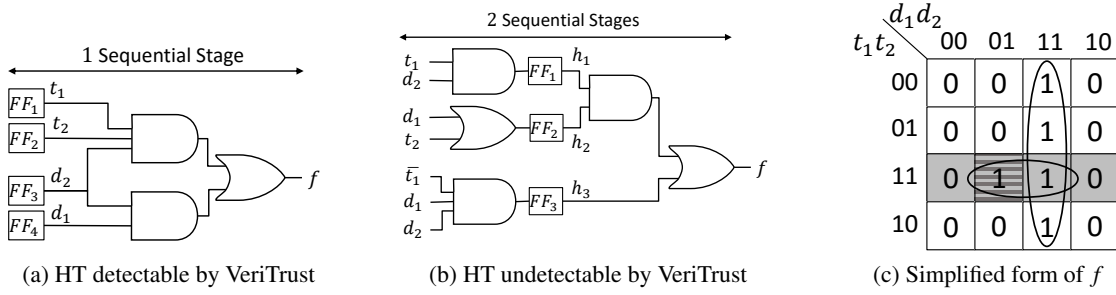 1 Sequential Stage
FF₁
t₁
FF₂
t₂
FF₃
d₂
FF₄
d₁
f
(a) HT detectable by VeriTrust
2 Sequential Stages
t₁
d₂
FF₁
h₁
d₁
t₂
FF₂
h₂
t̅₁
d₁
d₂
FF₃
h₃
f
(b) HT undetectable by VeriTrust
d₁d₂
t₁t₂
00 01 11 10
00 0 0 1 0
01 0 0 1 0
11 0 1 1 0
10 0 0 1 0
(c) Simplified form of f